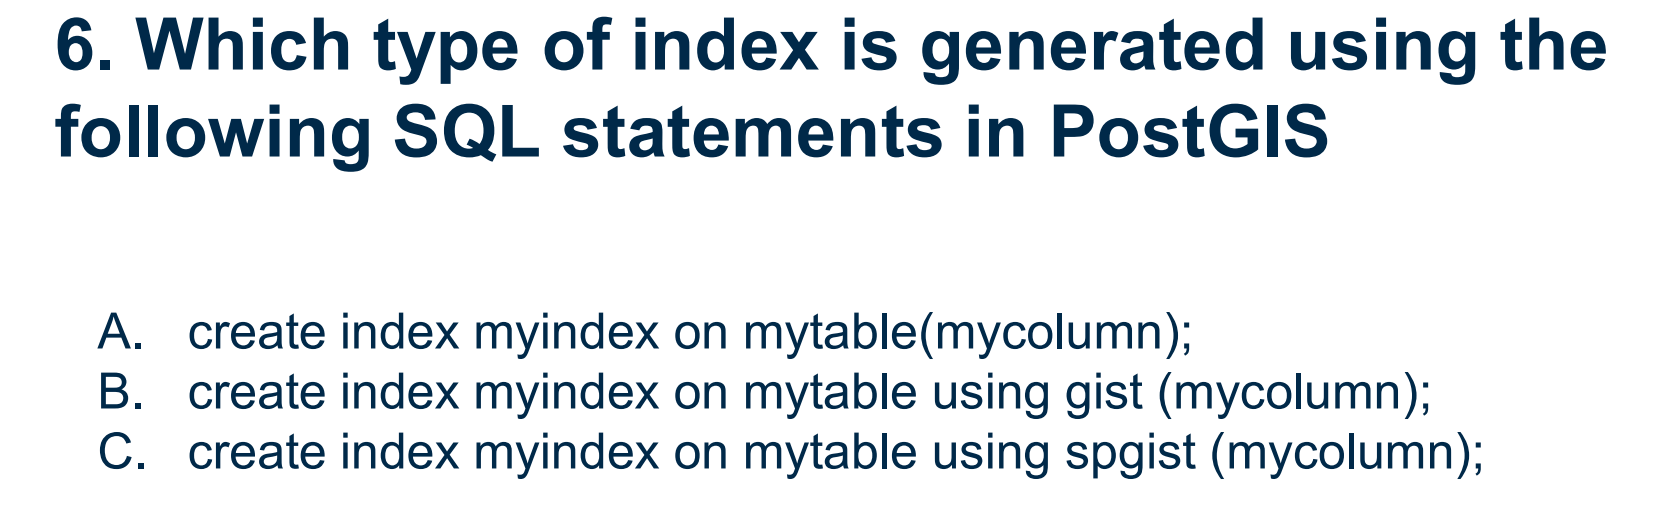 6. Which type of index is generated using the
following SQL statements in PostGIS
A. create index myindex on mytable(mycolumn);
B. create index myindex on mytable using gist (mycolumn);
C. create index myindex on mytable using spgist (mycolumn);